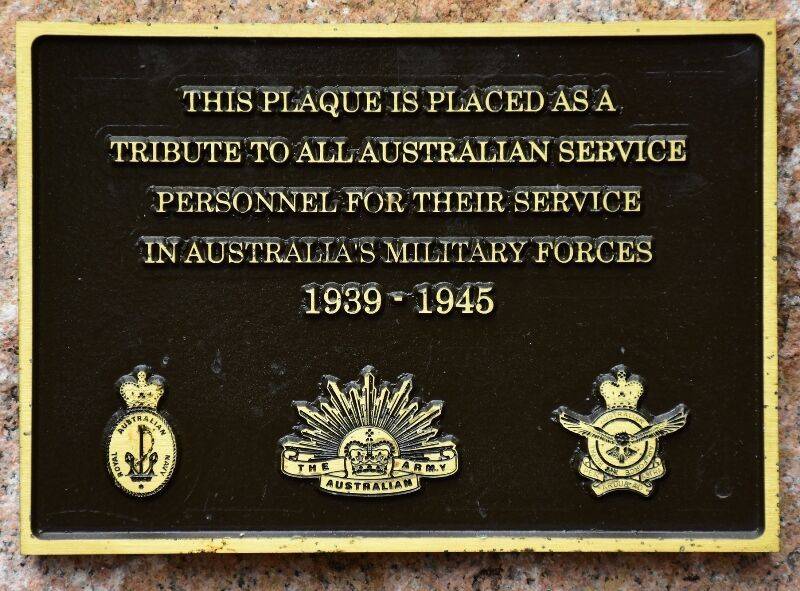 THIS PLAQUE IS PLACED AS A
TRIBUTE TO ALL AUSTRALIAN SERVICE
PERSONNEL FOR THEIR SERVICE
IN AUSTRALIA'S MILITARY FORCES
1939 - 1945
ROYAL AUSTRALIAN NAVY
THE ARMY
AUSTRALIAN